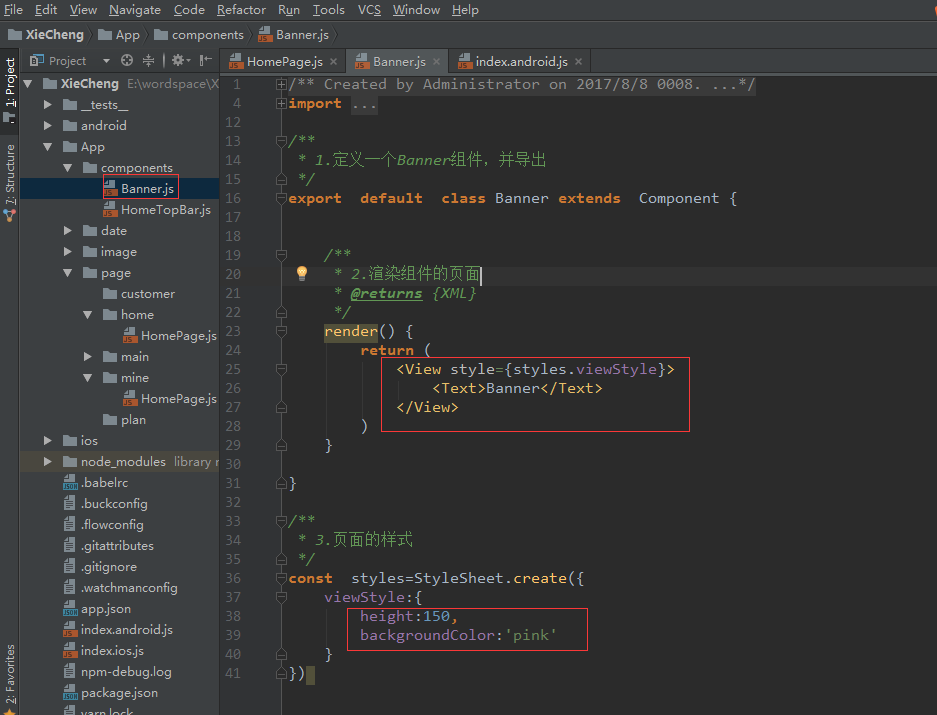 File Edit View Navigate Code Refactor Run Tools VCS Window Help
XieCheng App components Banner.js
Project
HomePage.js Banner.js index.android.js
1: Project
7: Structure
2: Favorites
XieCheng E:\wordspace\X
__tests__
android
App
components
Banner.js
HomeTopBar.js
date
image
page
customer
home
HomePage.js
main
mine
HomePage.js
plan
ios
node_modules library r
.babelrc
.buckconfig
.flowconfig
.gitattributes
.gitignore
.watchmanconfig
app.json
index.android.js
index.ios.js
npm-debug.log
package.json
yarn.lock
1 /** Created by Administrator on 2017/8/8 0008. ...*/
4 import ...
12
13 /**
14 * 1.定义一个Banner组件，并导出
15 */
16 export default class Banner extends Component {
17
18
19 /**
20 * 2.渲染组件的页面
21 * @returns {XML}
22 */
23 render() {
24 return (
25 <View style={styles.viewStyle}>
26 <Text>Banner</Text>
27 </View>
28 )
29 }
30
31 }
32
33 /**
34 * 3.页面的样式
35 */
36 const styles=StyleSheet.create({
37 viewStyle:{
38 height:150,
39 backgroundColor:'pink'
40 }
41 })